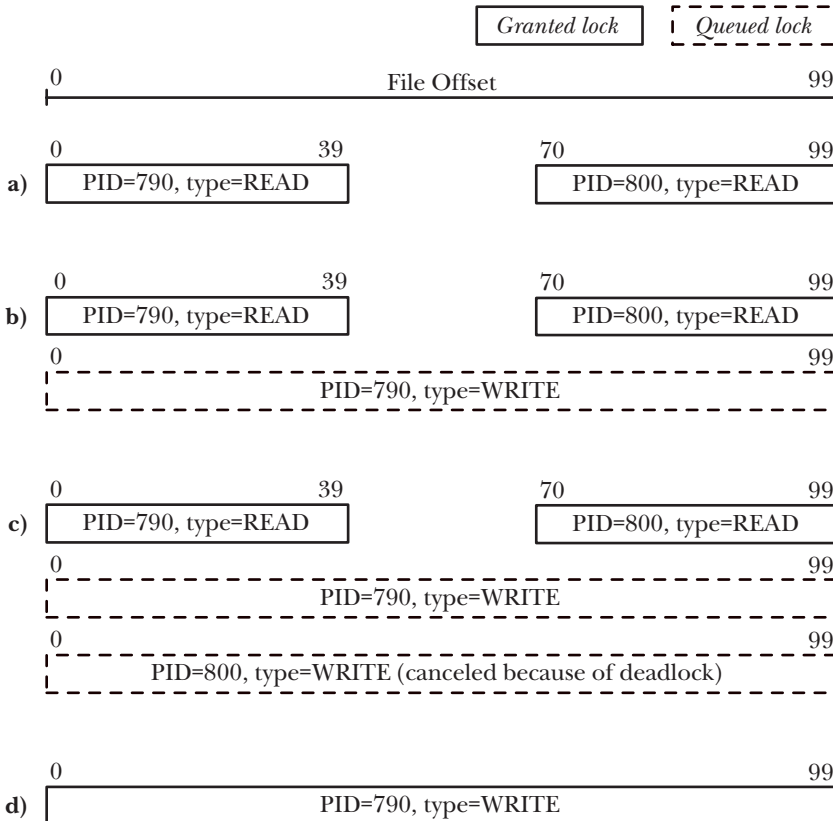 Granted lock Queued lock
0 File Offset 99
0 39 70 99
a) PID=790, type=READ PID=800, type=READ
0 39 70 99
b) PID=790, type=READ PID=800, type=READ
0 99
PID=790, type=WRITE
0 39 70 99
c) PID=790, type=READ PID=800, type=READ
0 99
PID=790, type=WRITE
0 99
PID=800, type=WRITE (canceled because of deadlock)
0 99
d) PID=790, type=WRITE